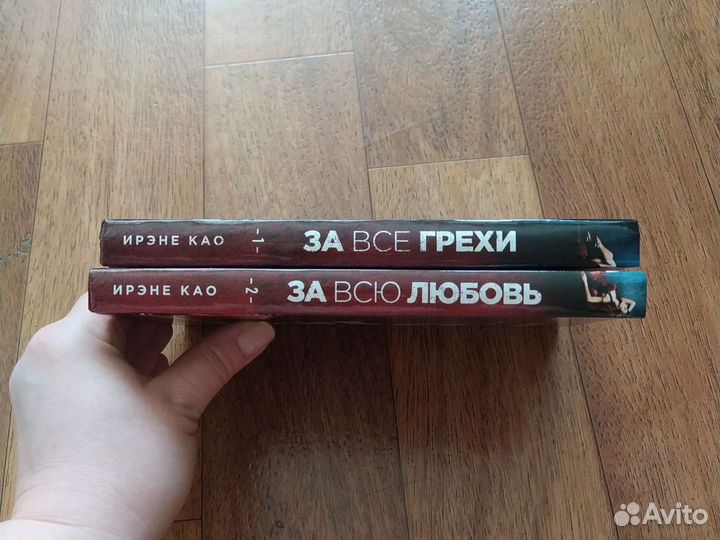 ИРЭНЕ КАО -1- ЗА ВСЕ ГРЕХИ
ИРЭНЕ КАО -2- ЗА ВСЮ ЛЮБОВЬ
Avito